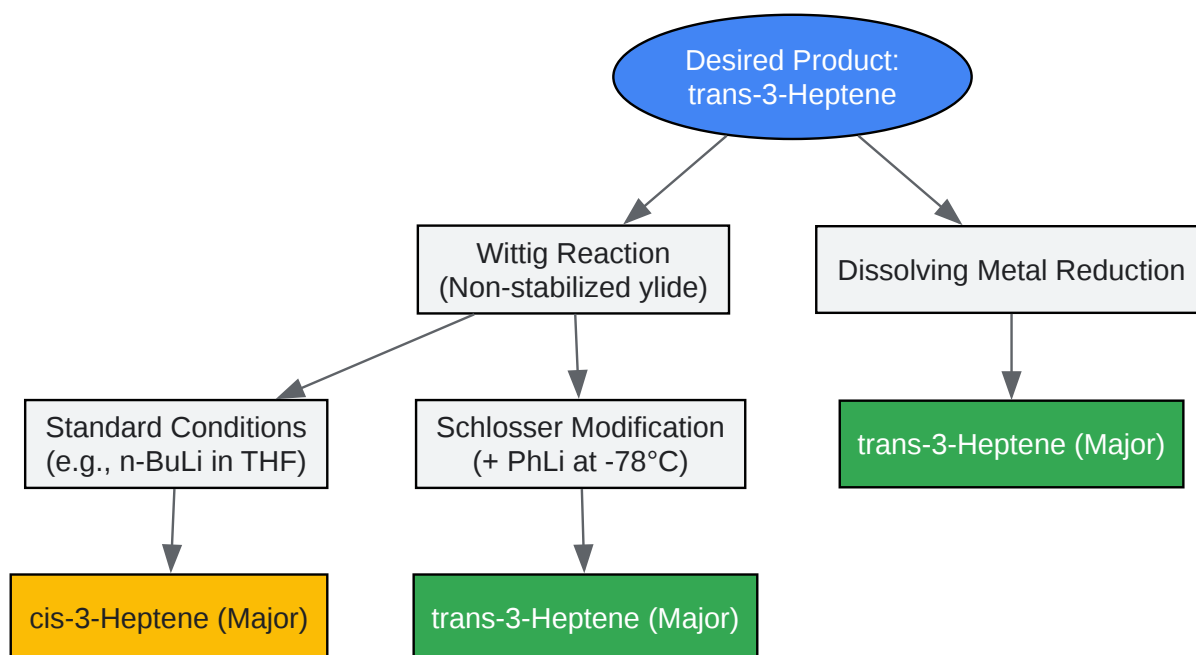 Desired Product:
trans-3-Heptene
Wittig Reaction
(Non-stabilized ylide)
Dissolving Metal Reduction
Standard Conditions
(e.g., n-BuLi in THF)
Schlosser Modification
(+ PhLi at -78°C)
trans-3-Heptene (Major)
cis-3-Heptene (Major)
trans-3-Heptene (Major)